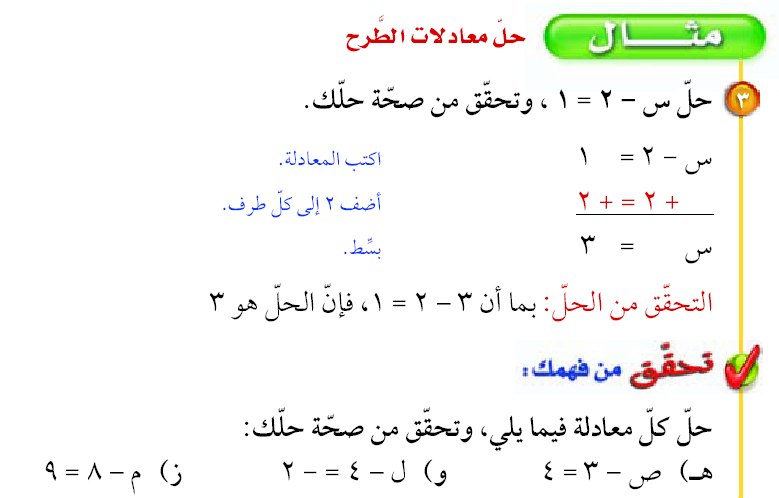 مثــــال حلّ معادلات الطَّرح
٣ حلّ س – ٢ = ١ ، وتحقّق من صحّة حلّك.
س – ٢ = ١ اكتب المعادلة.
+ ٢ = + ٢ أضف ٢ إلى كلّ طرف.
س = ٣ بسِّط.
التحقّق من الحلّ: بما أن ٣ – ٢ = ١، فإنّ الحلّ هو ٣
تحقّق من فهمك:
حلّ كلّ معادلة فيما يلي، وتحقّق من صحّة حلّك:
هـ) ص – ٣ = ٤ و) ل – ٤ = – ٢ ز) م – ٨ = ٩